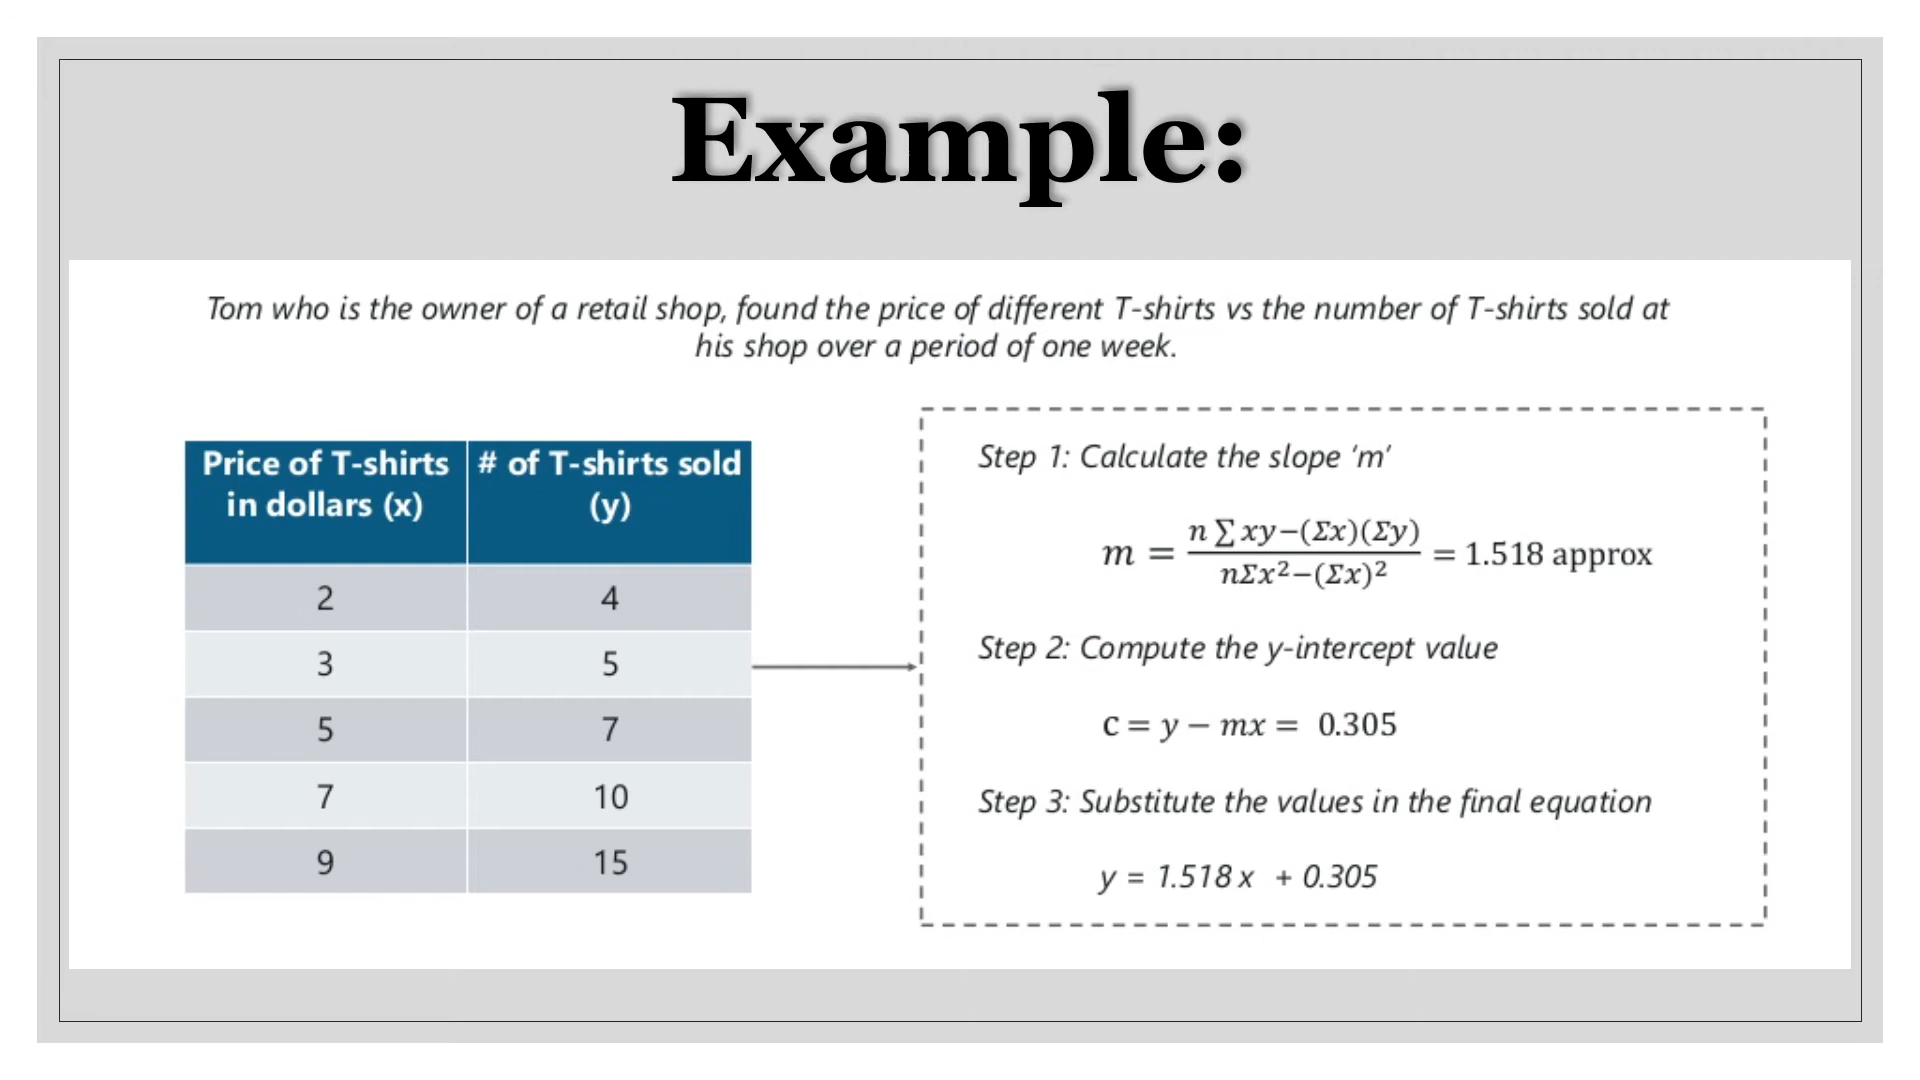 Example:
Tom who is the owner of a retail shop, found the price of different T-shirts vs the number of T-shirts sold at
his shop over a period of one week.
Price of T-shirts in dollars (x) # of T-shirts sold (y)
2 4
3 5
5 7
7 10
9 15
Step 1: Calculate the slope ‘m’
m = n ∑ xy−(Σx)(Σy) / nΣx²−(Σx)² = 1.518 approx
Step 2: Compute the y-intercept value
c = y − mx = 0.305
Step 3: Substitute the values in the final equation
y = 1.518 x + 0.305